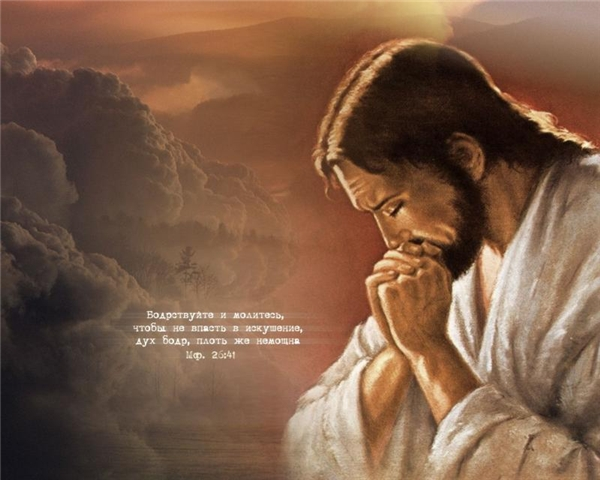 Бодрствуйте и молитесь,
чтобы не впасть в искушение,
дух бодр, плоть же немощна
Мф. 26:41